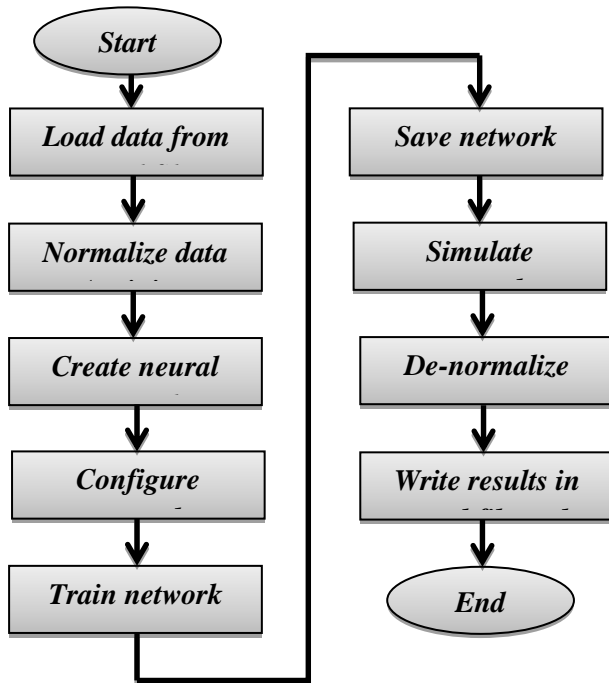 Start
Load data from
Normalize data
Create neural
Configure
Train network
Save network
Simulate
De-normalize
Write results in
End